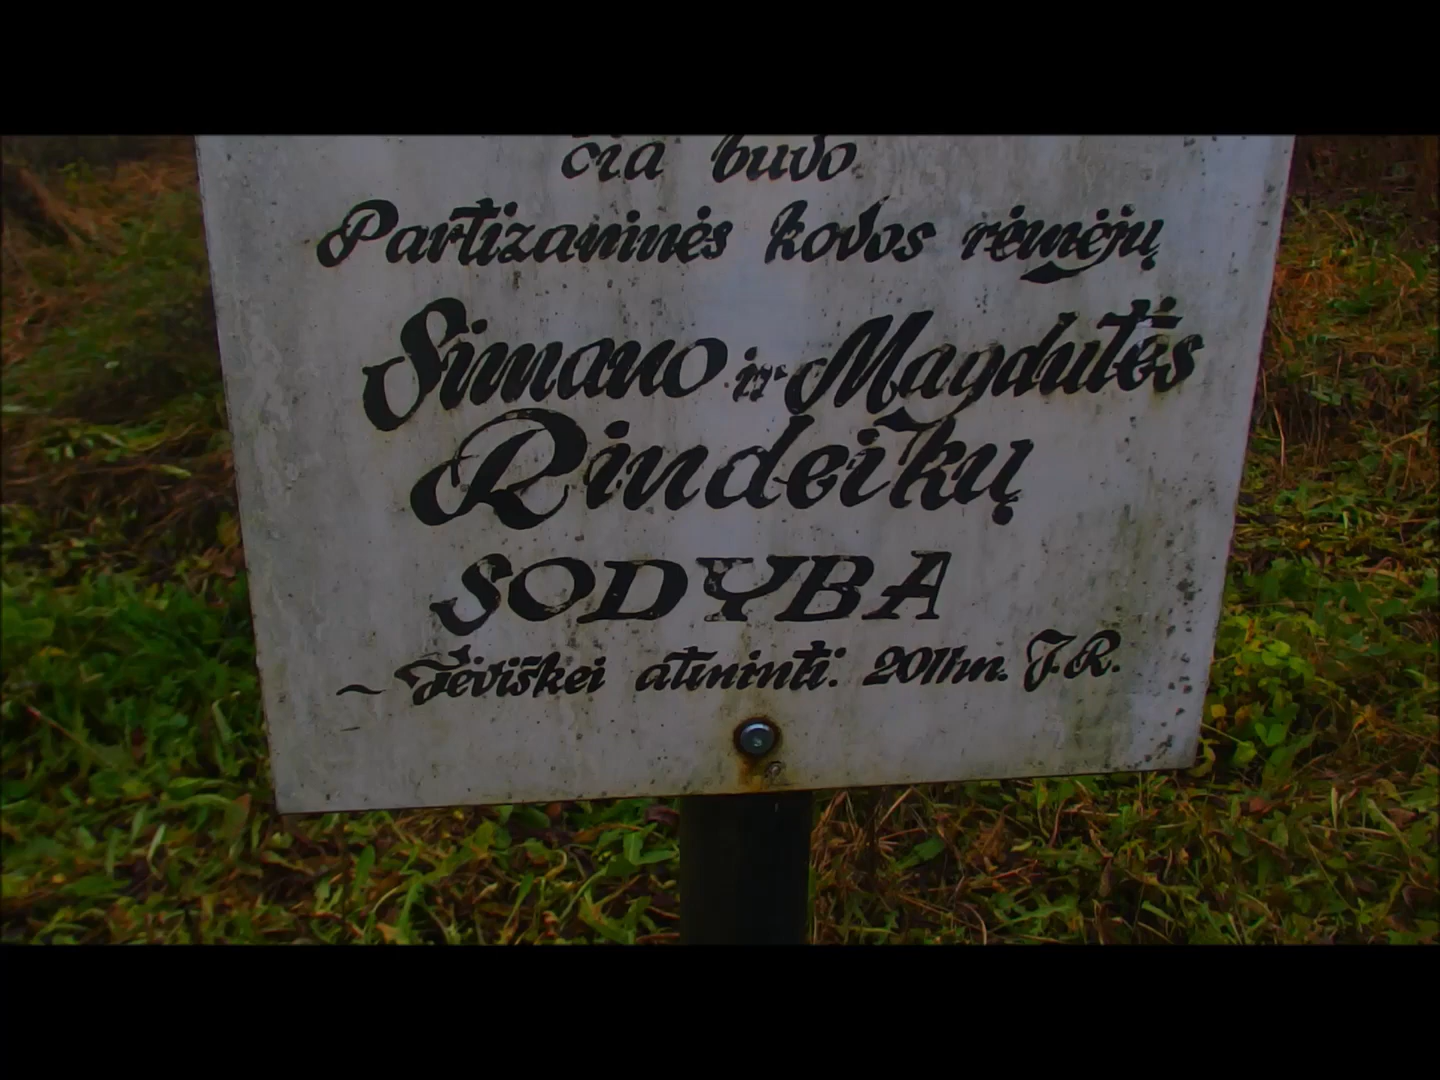 čia buvo
Partizaninės kovos rėmėjų
Simano ir Magdutės
Rindeikų
SODYBA
~ Tėviškei atminti. 2011m. J.R.